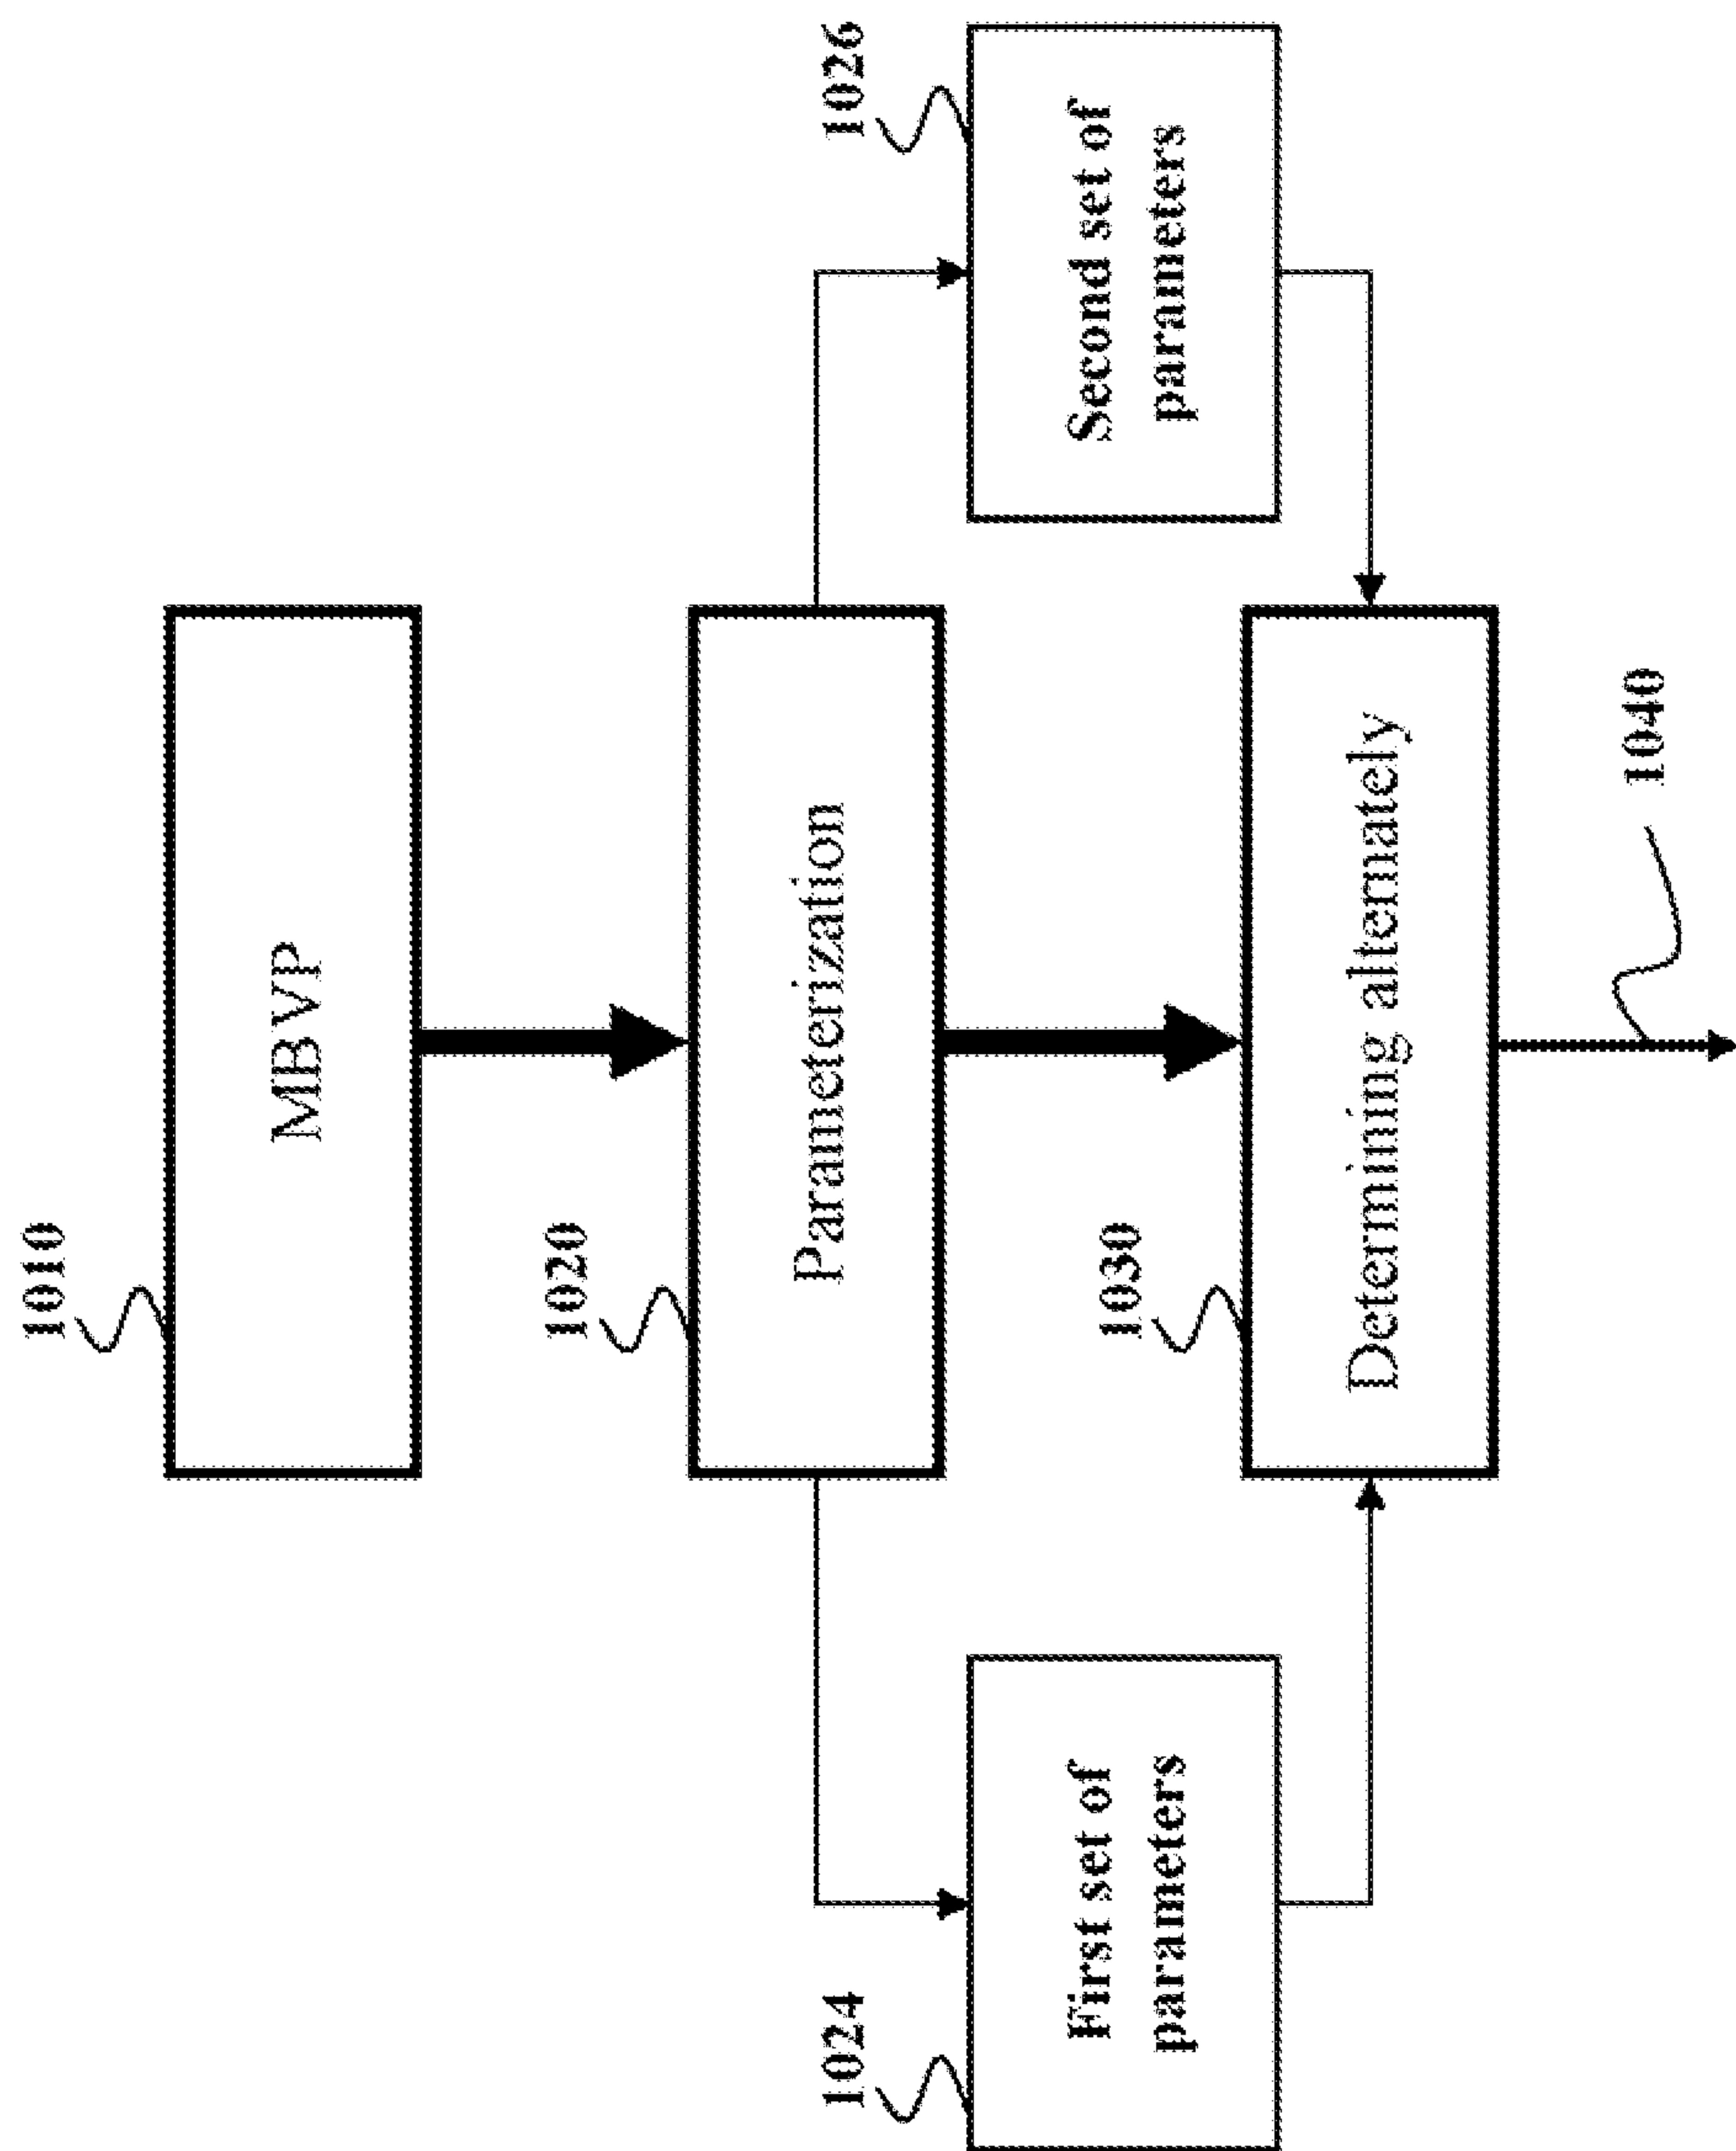 1010
MBVP
1020
Parameterization
1024
First set of
parameters
1026
Second set of
parameters
1030
Determining alternately
1040